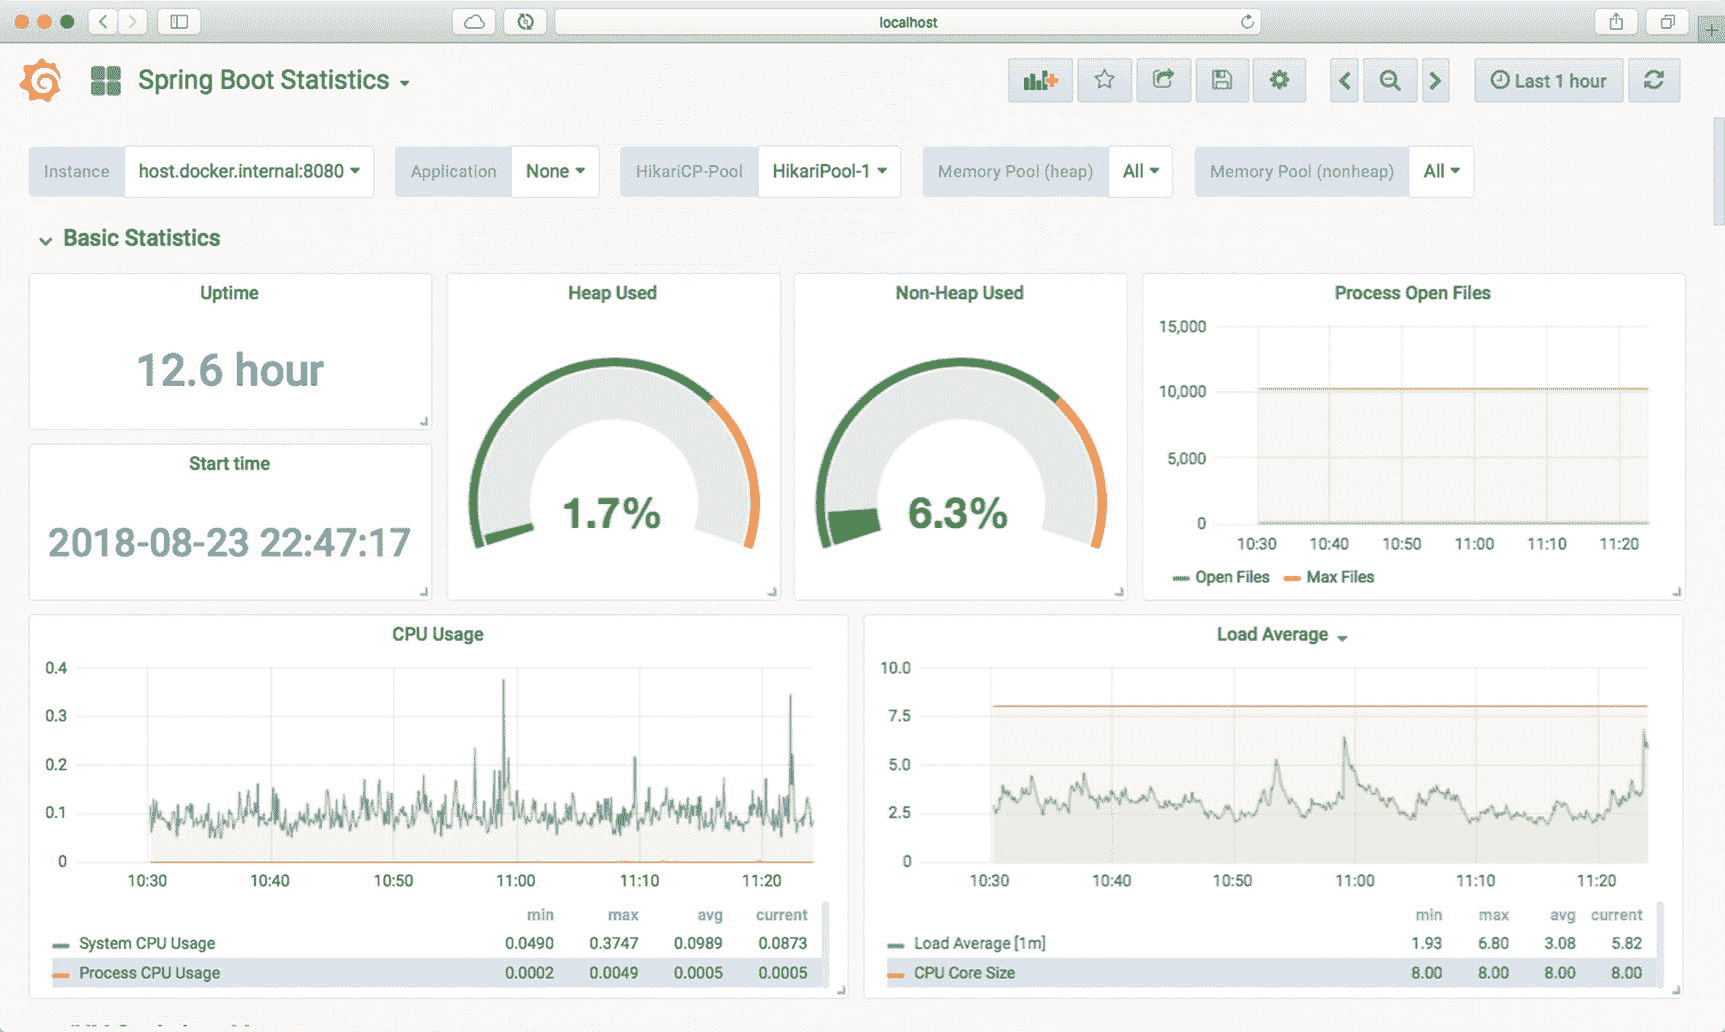 localhost
Spring Boot Statistics
Last 1 hour
Instance host.docker.internal:8080
Application None
HikariCP-Pool HikariPool-1
Memory Pool (heap) All
Memory Pool (nonheap) All
Basic Statistics
Uptime
12.6 hour
Start time
2018-08-23 22:47:17
Heap Used
1.7%
Non-Heap Used
6.3%
Process Open Files
15,000
10,000
5,000
0
10:30 10:40 10:50 11:00 11:10 11:20
Open Files Max Files
CPU Usage
0.4
0.3
0.2
0.1
0
10:30 10:40 10:50 11:00 11:10 11:20
min max avg current
System CPU Usage 0.0490 0.3747 0.0989 0.0873
Process CPU Usage 0.0002 0.0049 0.0005 0.0005
Load Average
10.0
7.5
5.0
2.5
0
10:30 10:40 10:50 11:00 11:10 11:20
min max avg current
Load Average [1m] 1.93 6.80 3.08 5.82
CPU Core Size 8.00 8.00 8.00 8.00